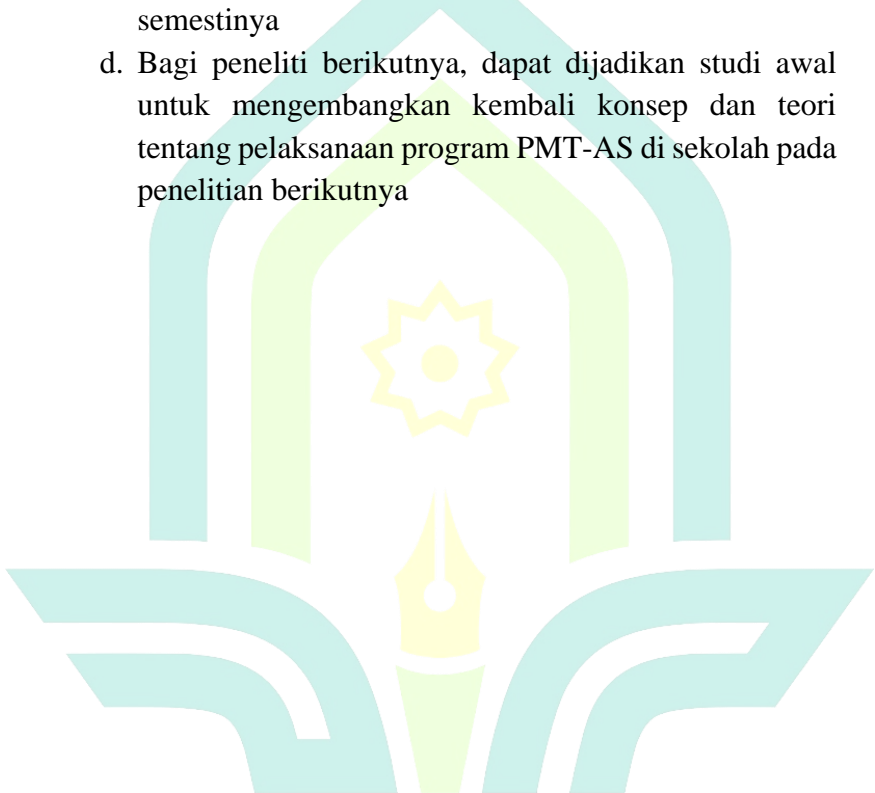 semestinya
d. Bagi peneliti berikutnya, dapat dijadikan studi awal
untuk mengembangkan kembali konsep dan teori
tentang pelaksanaan program PMT-AS di sekolah pada
penelitian berikutnya